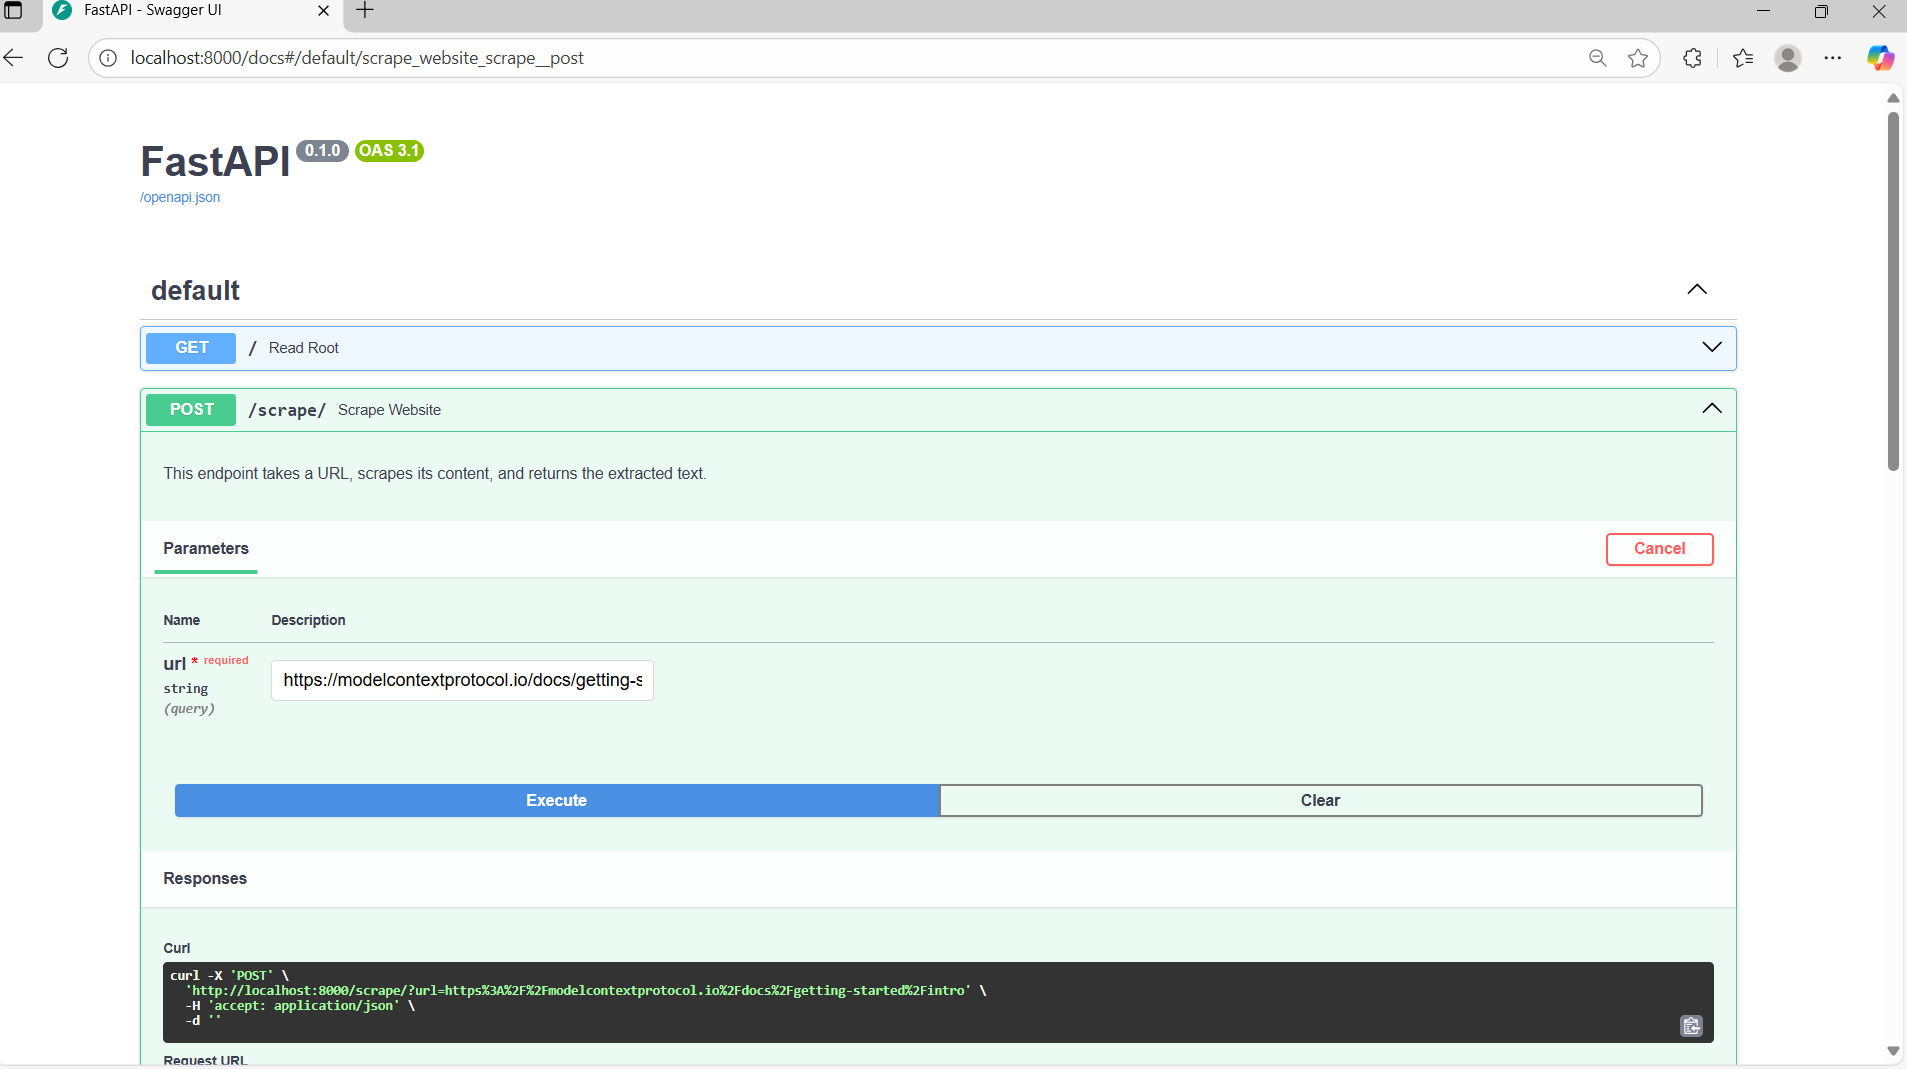 FastAPI - Swagger UI
localhost:8000/docs#/default/scrape_website_scrape__post
FastAPI 0.1.0 OAS 3.1
/openapi.json
default
GET / Read Root
POST /scrape/ Scrape Website
This endpoint takes a URL, scrapes its content, and returns the extracted text.
Parameters
Cancel
Name Description
url * required
string
(query)
https://modelcontextprotocol.io/docs/getting-s
Execute
Clear
Responses
Curl
curl -X 'POST' \
'http://localhost:8000/scrape/?url=https%3A%2F%2Fmodelcontextprotocol.io%2Fdocs%2Fgetting-started%2Fintro' \
-H 'accept: application/json' \
-d ''
Request URL